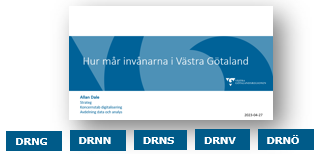 Hur mår invånarna i Västra Götaland
Allan Dale
Strateg
Koncernstab digitalisering
Avdelning data och analys
2023-04-27
DRNG
DRNN
DRNS
DRNV
DRNÖ